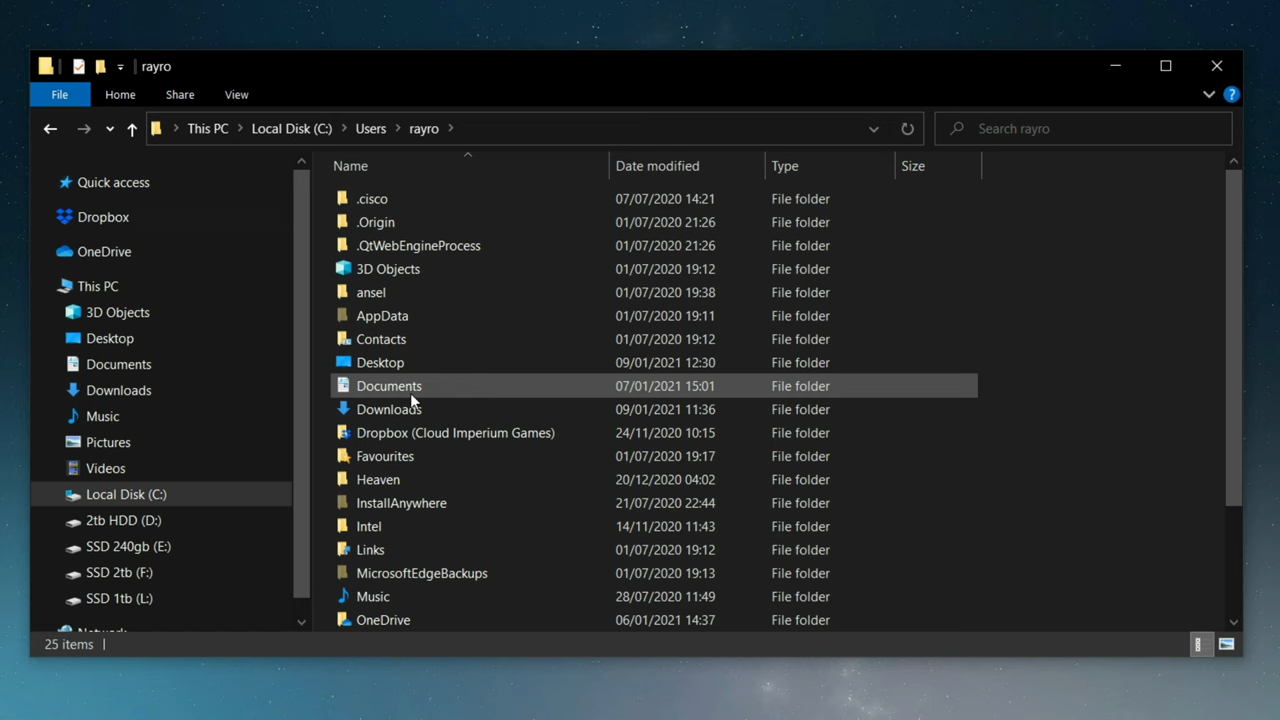 rayro
File Home Share View
This PC Local Disk (C:) Users rayro
Search rayro
Quick access
Dropbox
OneDrive
This PC
3D Objects
Desktop
Documents
Downloads
Music
Pictures
Videos
Local Disk (C:)
2tb HDD (D:)
SSD 240gb (E:)
SSD 2tb (F:)
SSD 1tb (L:)
Network
Name Date modified Type Size
.cisco 07/07/2020 14:21 File folder
.Origin 01/07/2020 21:26 File folder
.QtWebEngineProcess 01/07/2020 21:26 File folder
3D Objects 01/07/2020 19:12 File folder
ansel 01/07/2020 19:38 File folder
AppData 01/07/2020 19:11 File folder
Contacts 01/07/2020 19:12 File folder
Desktop 09/01/2021 12:30 File folder
Documents 07/01/2021 15:01 File folder
Downloads 09/01/2021 11:36 File folder
Dropbox (Cloud Imperium Games) 24/11/2020 10:15 File folder
Favourites 01/07/2020 19:17 File folder
Heaven 20/12/2020 04:02 File folder
InstallAnywhere 21/07/2020 22:44 File folder
Intel 14/11/2020 11:43 File folder
Links 01/07/2020 19:12 File folder
MicrosoftEdgeBackups 01/07/2020 19:13 File folder
Music 28/07/2020 11:49 File folder
OneDrive 06/01/2021 14:37 File folder
25 items